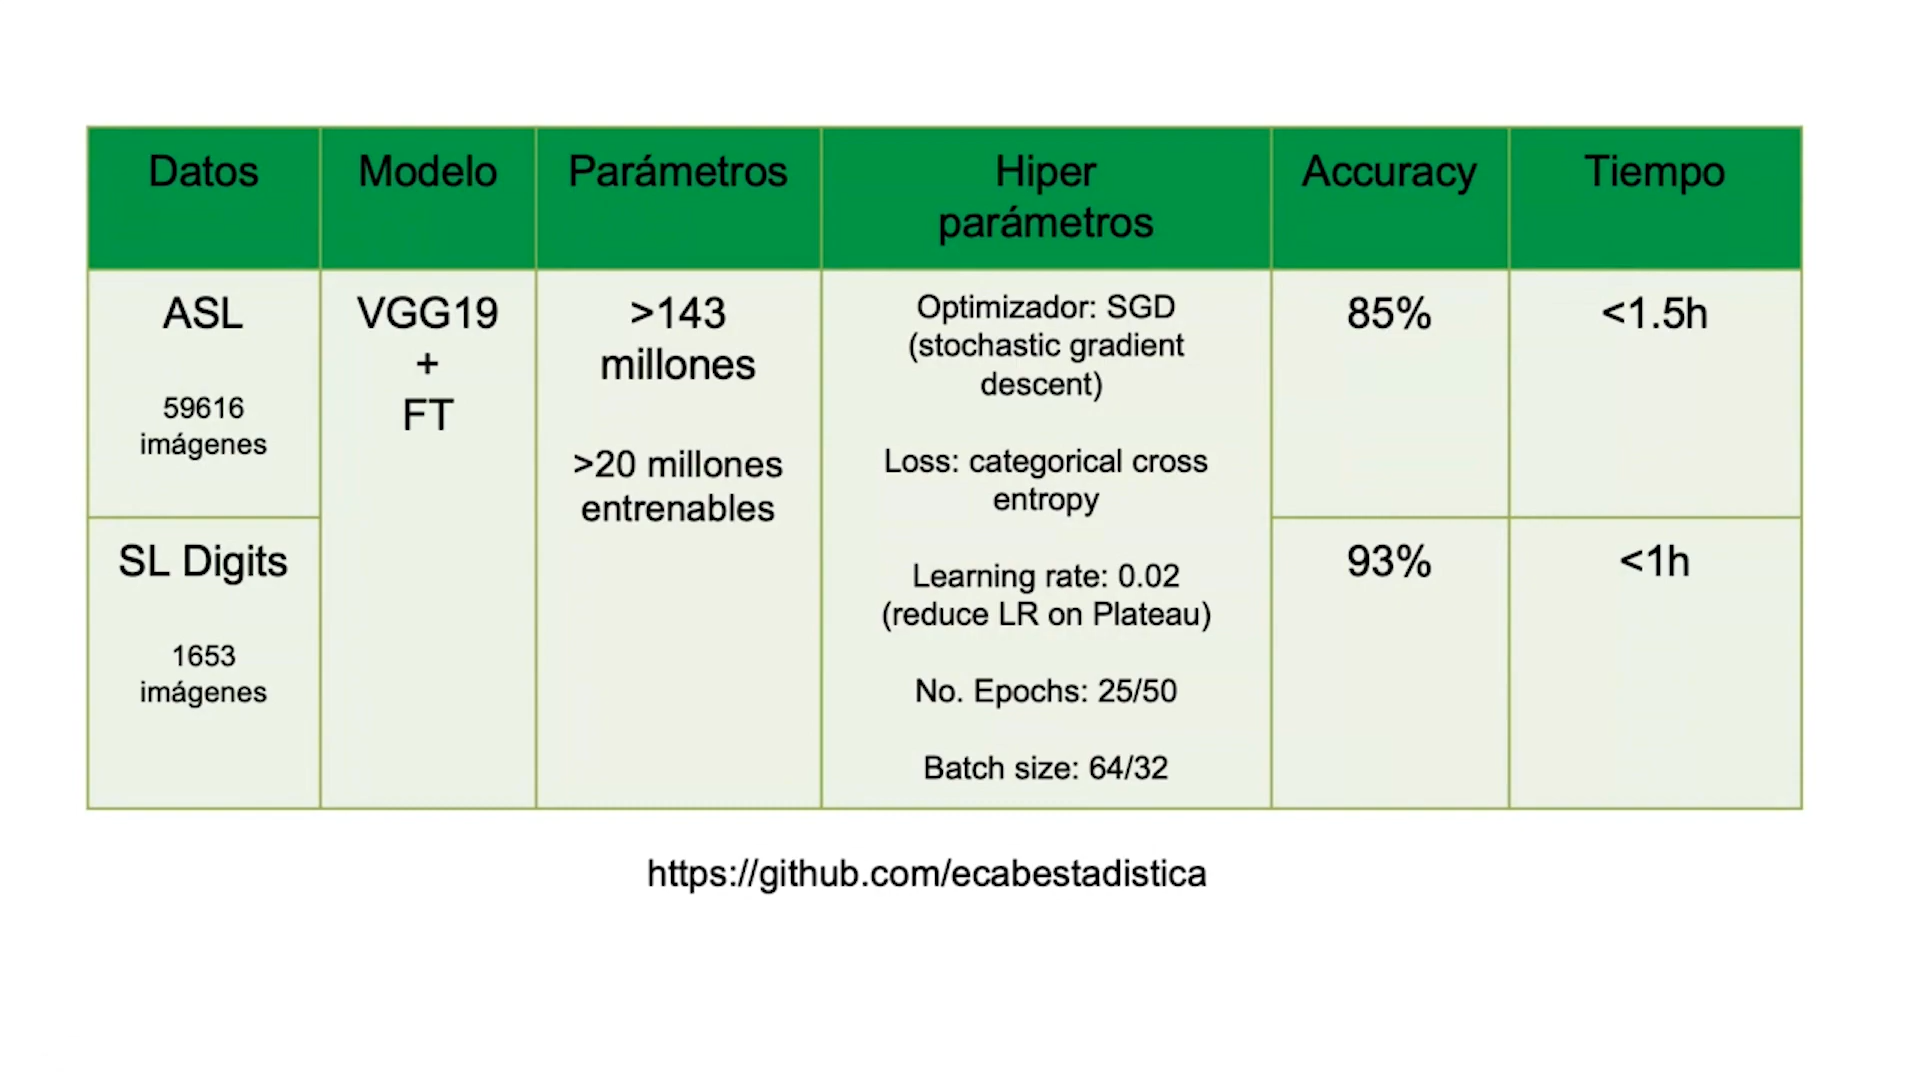 Datos
Modelo
Parámetros
Hiper
parámetros
Accuracy
Tiempo
ASL
59616
imágenes
VGG19
+
FT
>143
millones
>20 millones
entrenables
Optimizador: SGD
(stochastic gradient
descent)
Loss: categorical cross
entropy
Learning rate: 0.02
(reduce LR on Plateau)
No. Epochs: 25/50
Batch size: 64/32
85%
<1.5h
SL Digits
1653
imágenes
93%
<1h
https://github.com/ecabestadistica